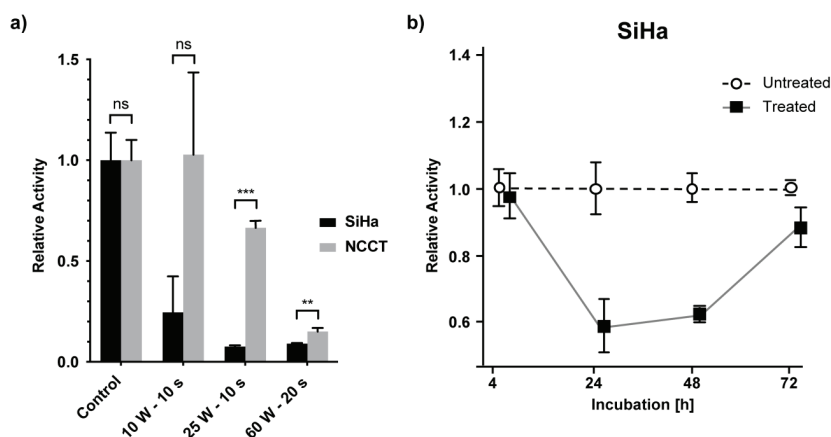 a)
Relative Activity
1.5
1.0
0.5
0.0
ns
ns
***
**
SiHa
NCCT
Control
10 W - 10 s
25 W - 10 s
60 W - 20 s
b)
SiHa
Relative Activity
1.4
1.2
1.0
0.8
0.6
Untreated
Treated
4
24
48
72
Incubation [h]